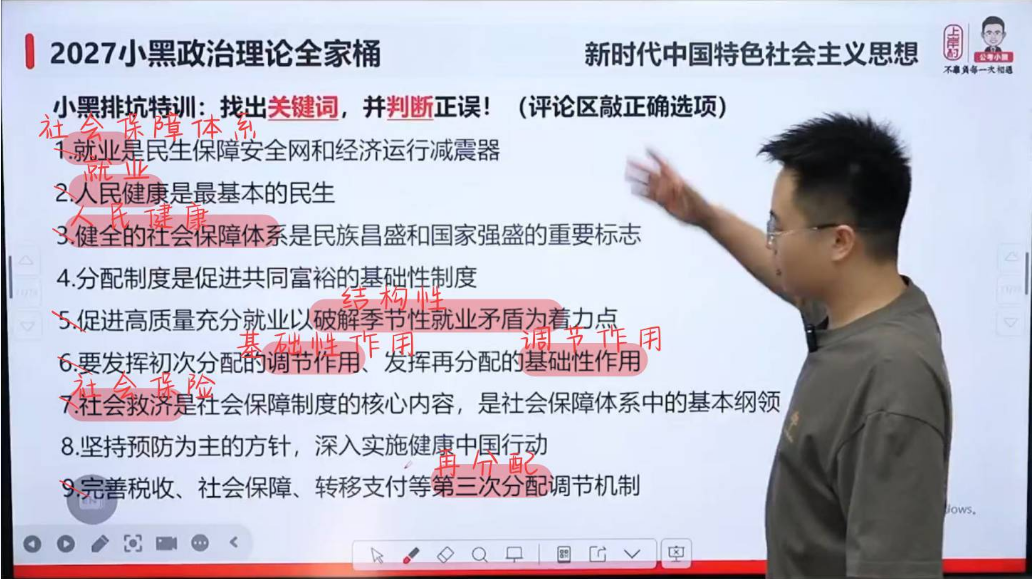 2027小黑政治理论全家桶
新时代中国特色社会主义思想
上岸村
公考小黑
不辜负每一次相遇
小黑排坑特训：找出关键词，并判断正误！（评论区敲正确选项）
社会保障体系
1.就业是民生保障安全网和经济运行减震器
就业
2.人民健康是最基本的民生
人民健康
3.健全的社会保障体系是民族昌盛和国家强盛的重要标志
4.分配制度是促进共同富裕的基础性制度
结构性
5.促进高质量充分就业以破解季节性就业矛盾为着力点
基础性作用
调节作用
6.要发挥初次分配的调节作用、发挥再分配的基础性作用
社会保险
7.社会救济是社会保障制度的核心内容，是社会保障体系中的基本纲领
8.坚持预防为主的方针，深入实施健康中国行动
再分配
9.完善税收、社会保障、转移支付等第三次分配调节机制
dows。